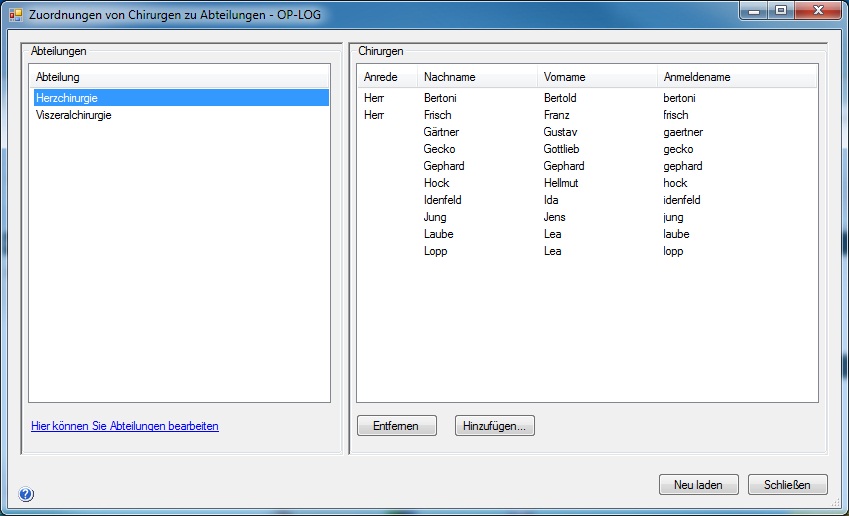 Zuordnungen von Chirurgen zu Abteilungen - OP-LOG
Abteilungen
Abteilung
Herzchirurgie
Viszeralchirurgie
Hier können Sie Abteilungen bearbeiten
Chirurgen
Anrede Nachname Vorname Anmeldename
Herr Bertoni Bertold bertoni
Herr Frisch Franz frisch
Gärtner Gustav gaertner
Gecko Gottlieb gecko
Gephard Gephard gephard
Hock Hellmut hock
Idenfeld Ida idenfeld
Jung Jens jung
Laube Lea laube
Lopp Lea lopp
Entfernen Hinzufügen...
Neu laden Schließen